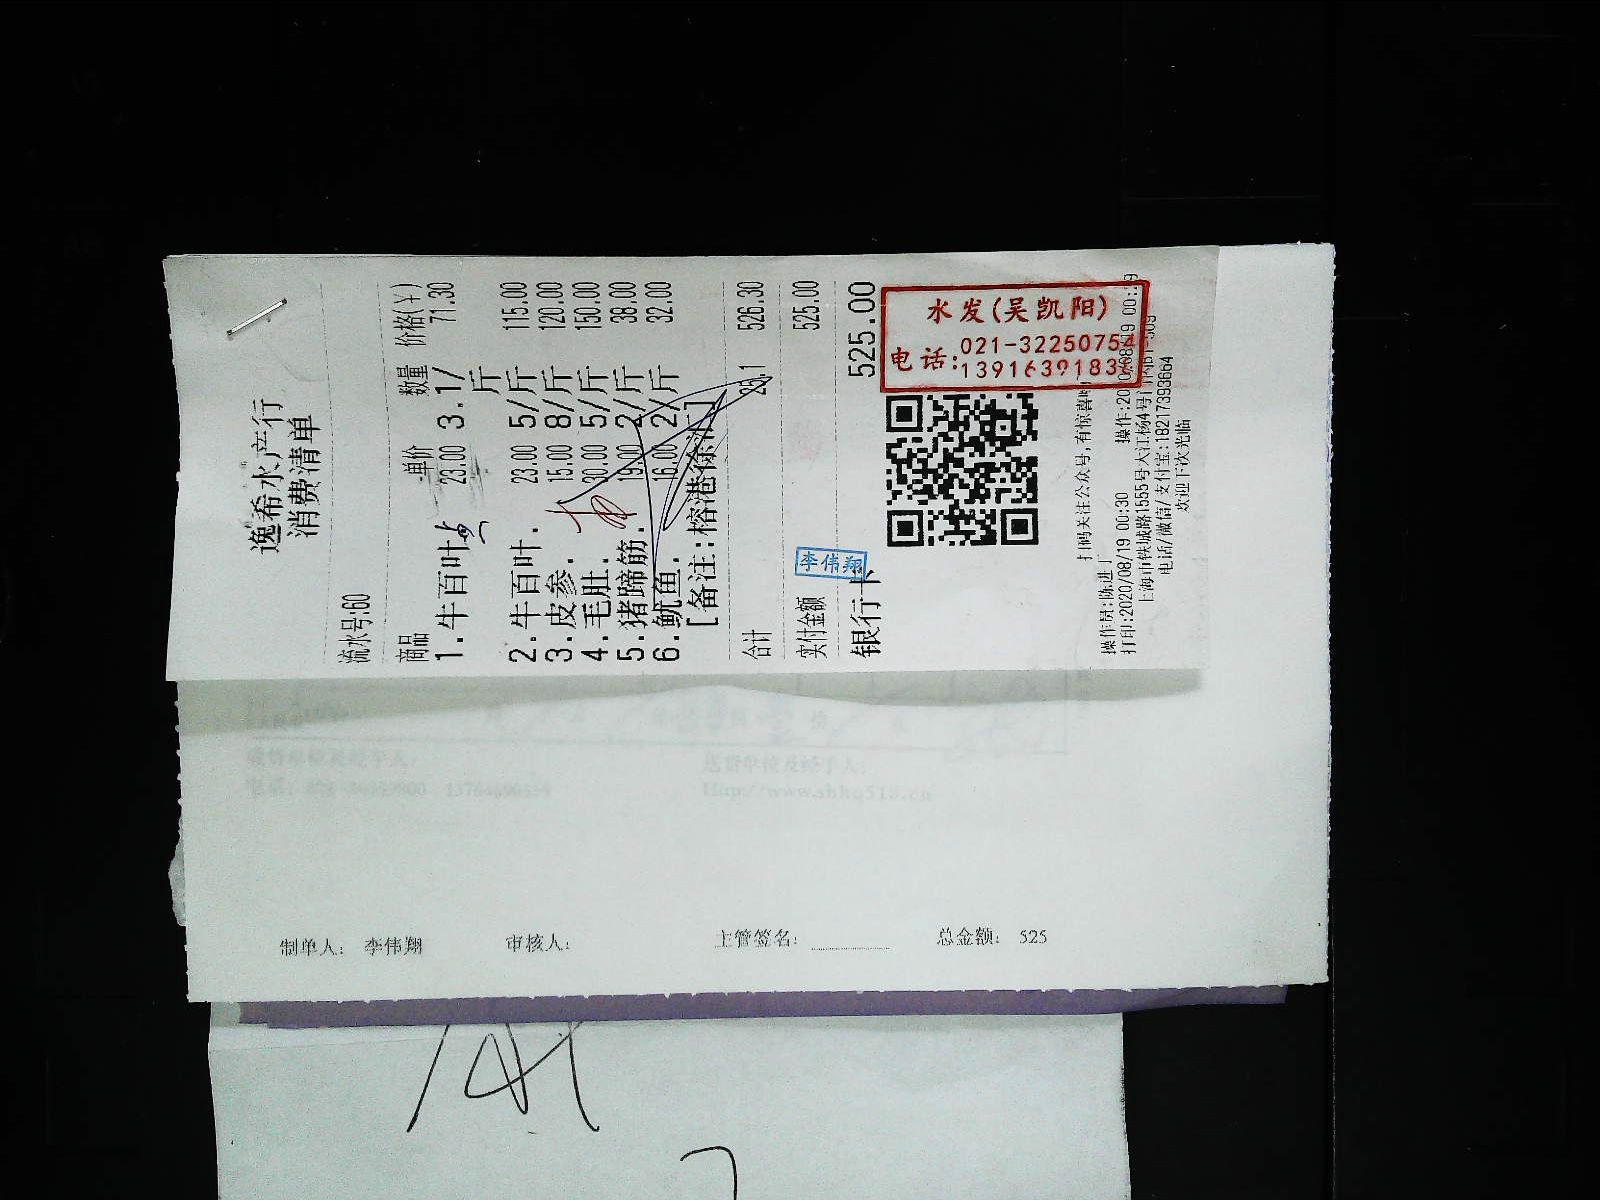 逸希水产行
消费清单
流水号:60
商品 单价 数量 价格(¥)
1.牛百叶 23.00 3.1/斤 71.30
2.牛百叶. 23.00 5/斤 115.00
3.皮参. 15.00 8/斤 120.00
4.毛肚. 30.00 5/斤 150.00
5.猪蹄筋. 19.00 2/斤 38.00
6.鱿鱼. 16.00 2/斤 32.00
[备注:榕港徐汇]
合计 25.1 526.30
实付金额 525.00
李伟翔
银行卡 525.00
水发(吴凯阳)
电话:021-32250754
1391639183
扫码关注公众号,有惊喜
操作员:陈进
打印:2020/08/19 00:30
上海市铁城路1555号大江杨4号
电话/微信/支付宝:18217393664
欢迎下次光临
制单人: 李伟翔 审核人: 主管签名: 总金额: 525